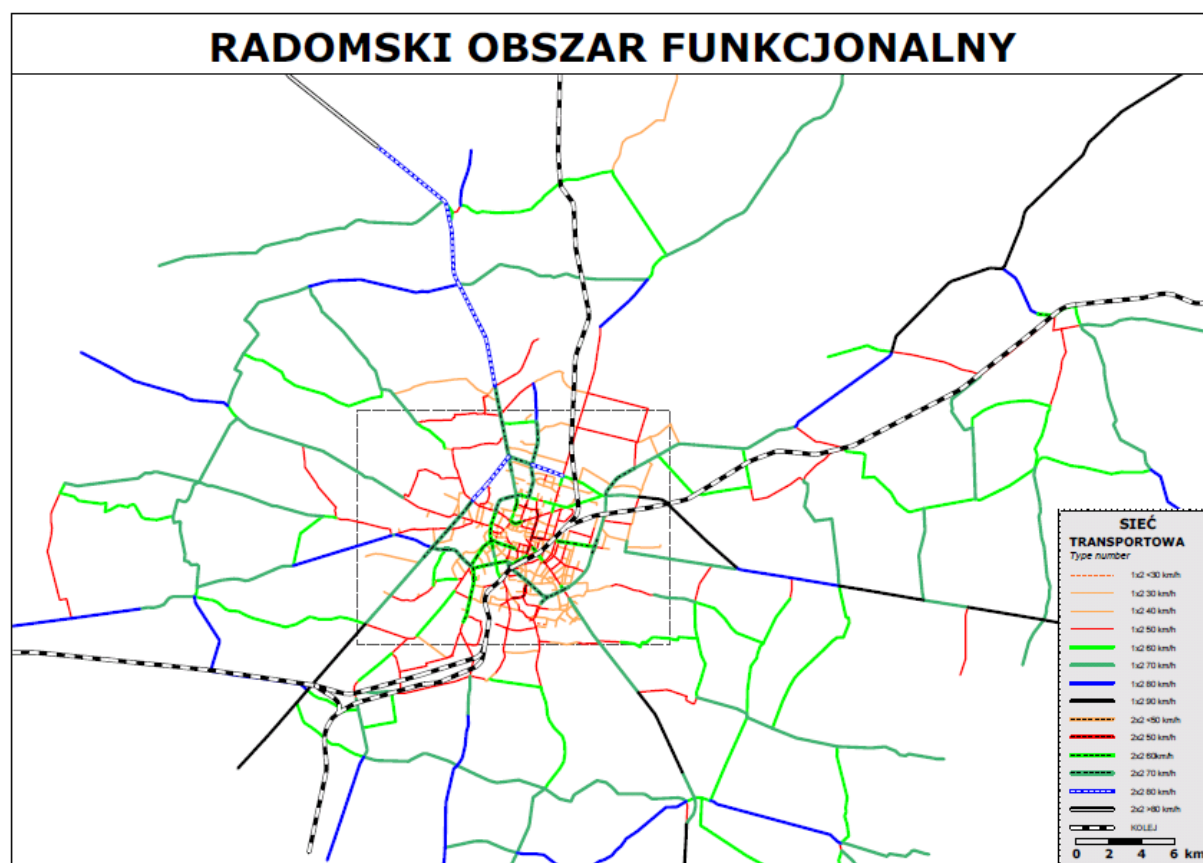 RADOMSKI OBSZAR FUNKCJONALNY
SIEĆ
TRANSPORTOWA
Type number
1x2 <30 km/h
1x2 30 km/h
1x2 40 km/h
1x2 50 km/h
1x2 60 km/h
1x2 70 km/h
1x2 80 km/h
1x2 90 km/h
2x2 <50 km/h
2x2 50 km/h
2x2 60km/h
2x2 70 km/h
2x2 80 km/h
2x2 >80 km/h
KOLEJ
0 2 4 6 km